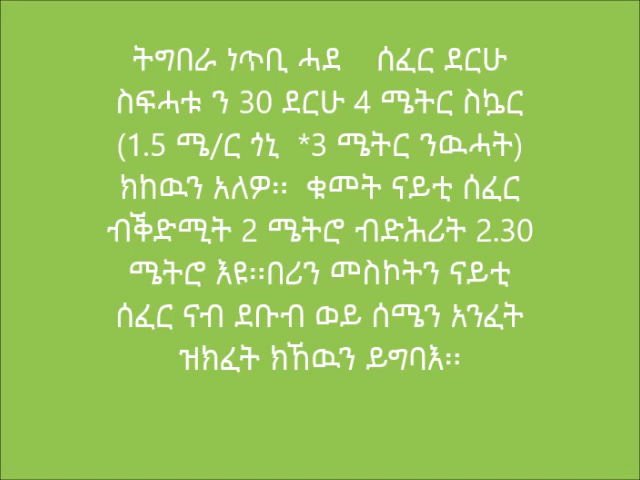 ትግበራ ነጥቢ ሓደ ሰፈር ደርሁ
ስፍሓቱ ን 30 ደርሁ 4 ሜትር ስኴር
(1.5 ሜ/ር ጎኒ *3 ሜትር ንዉሓት)
ክከዉን አለዎ፡፡ ቁመት ናይቲ ሰፈር
ብቕድሚት 2 ሜትሮ ብድሕሪት 2.30
ሜትሮ እዩ፡፡በሪን መስኮትን ናይቲ
ሰፈር ናብ ደቡብ ወይ ሰሜን አንፈት
ዝክፈት ክኸዉን ይግባእ፡፡